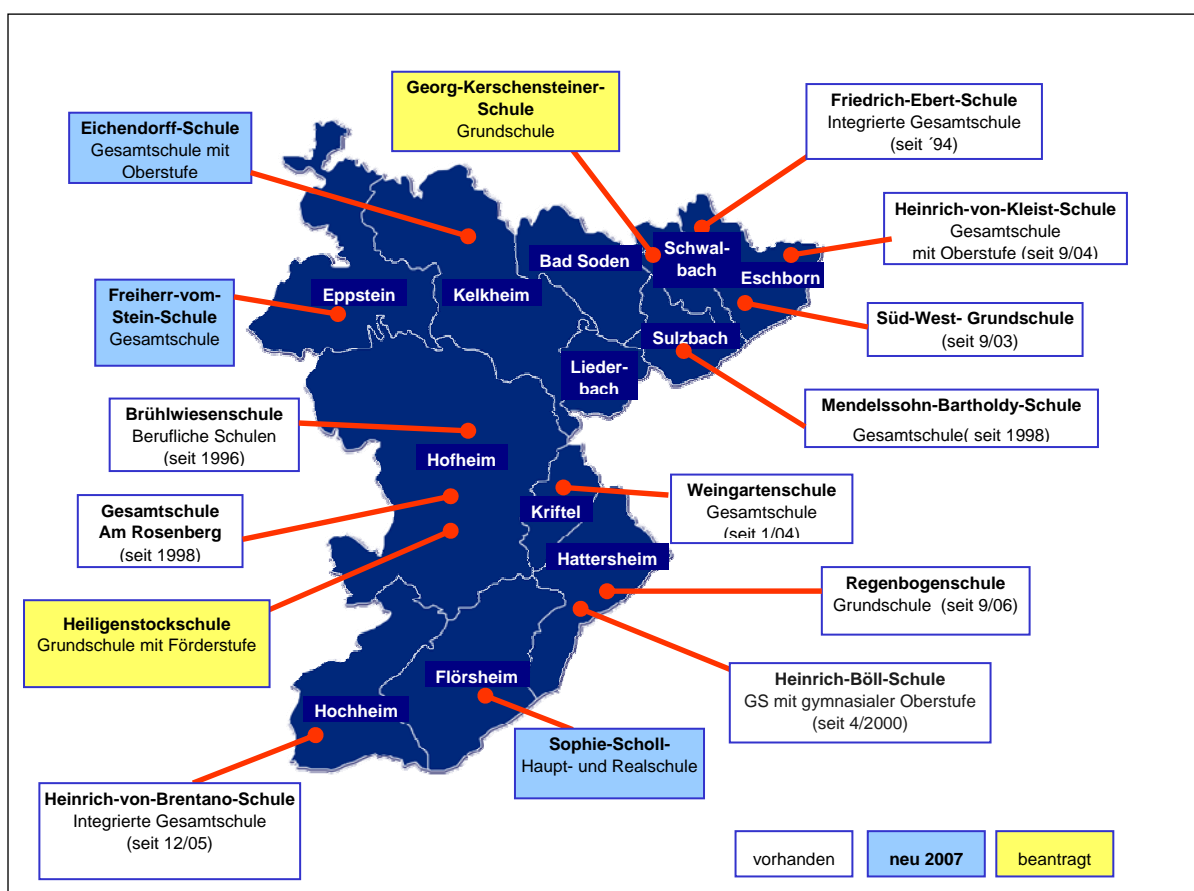 Georg-Kerschensteiner-
Schule
Grundschule
Friedrich-Ebert-Schule
Integrierte Gesamtschule
(seit ´94)
Eichendorff-Schule
Gesamtschule mit
Oberstufe
Heinrich-von-Kleist-Schule
Gesamtschule
mit Oberstufe (seit 9/04)
Schwal-
bach
Bad Soden
Eschborn
Eppstein
Kelkheim
Freiherr-vom-
Stein-Schule
Gesamtschule
Süd-West- Grundschule
(seit 9/03)
Sulzbach
Lieder-
bach
Mendelssohn-Bartholdy-Schule
Gesamtschule( seit 1998)
Brühlwiesenschule
Berufliche Schulen
(seit 1996)
Hofheim
Weingartenschule
Gesamtschule
(seit 1/04)
Kriftel
Gesamtschule
Am Rosenberg
(seit 1998)
Hattersheim
Regenbogenschule
Grundschule (seit 9/06)
Heiligenstockschule
Grundschule mit Förderstufe
Heinrich-Böll-Schule
GS mit gymnasialer Oberstufe
(seit 4/2000)
Flörsheim
Hochheim
Sophie-Scholl-
Haupt- und Realschule
Heinrich-von-Brentano-Schule
Integrierte Gesamtschule
(seit 12/05)
vorhanden
neu 2007
beantragt